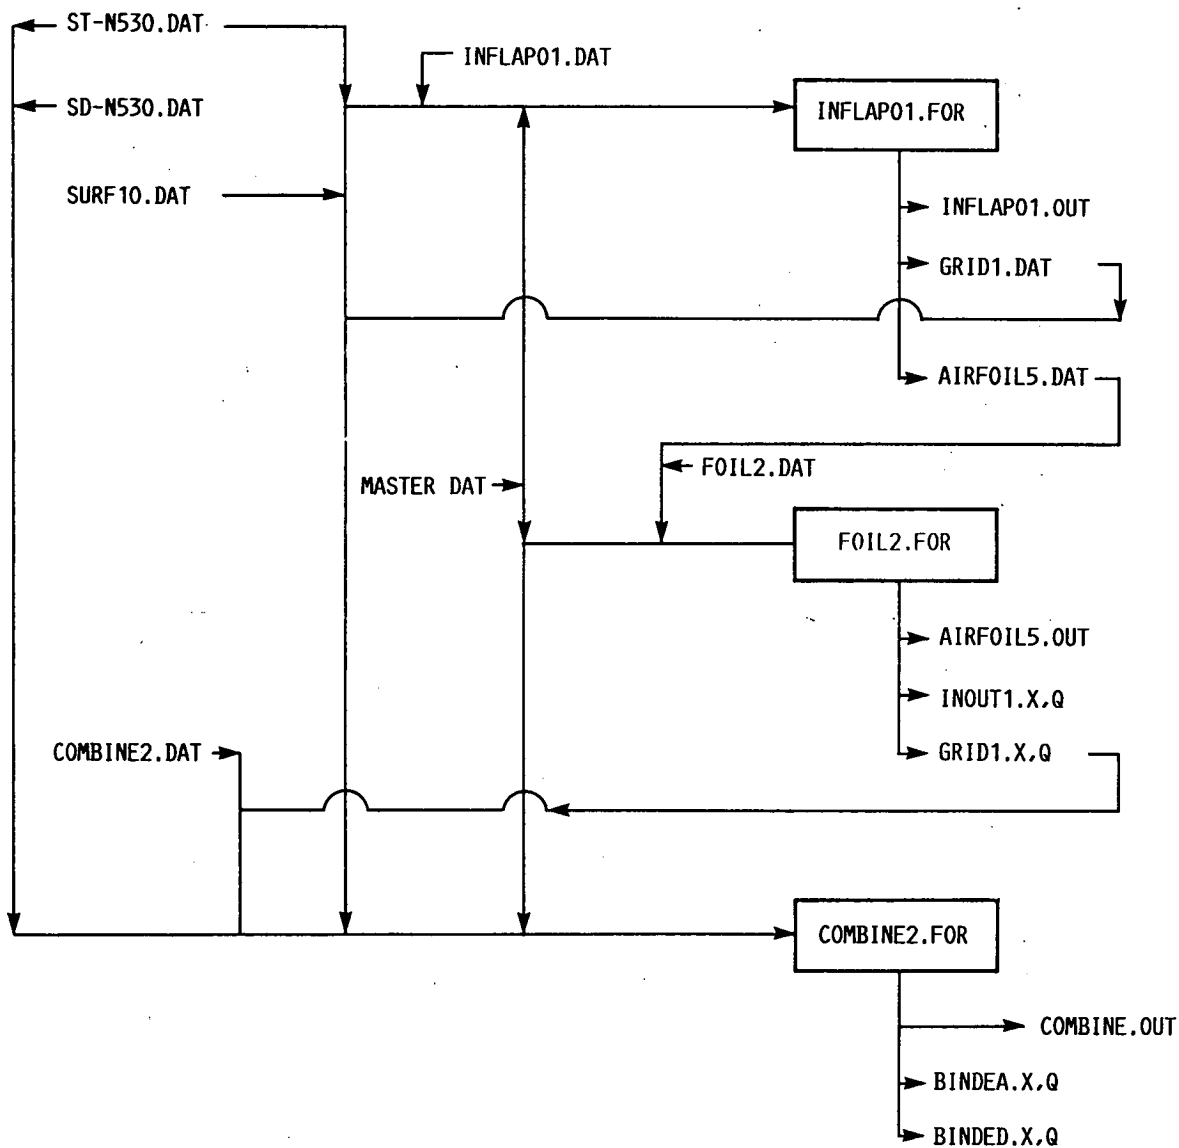 ST-N530.DAT
INFLAP01.DAT
SD-N530.DAT
INFLAP01.FOR
SURF10.DAT
INFLAP01.OUT
GRID1.DAT
AIRFOIL5.DAT
FOIL2.DAT
MASTER DAT
FOIL2.FOR
AIRFOIL5.OUT
INOUT1.X,Q
COMBINE2.DAT
GRID1.X,Q
COMBINE2.FOR
COMBINE.OUT
BINDEA.X,Q
BINDED.X,Q